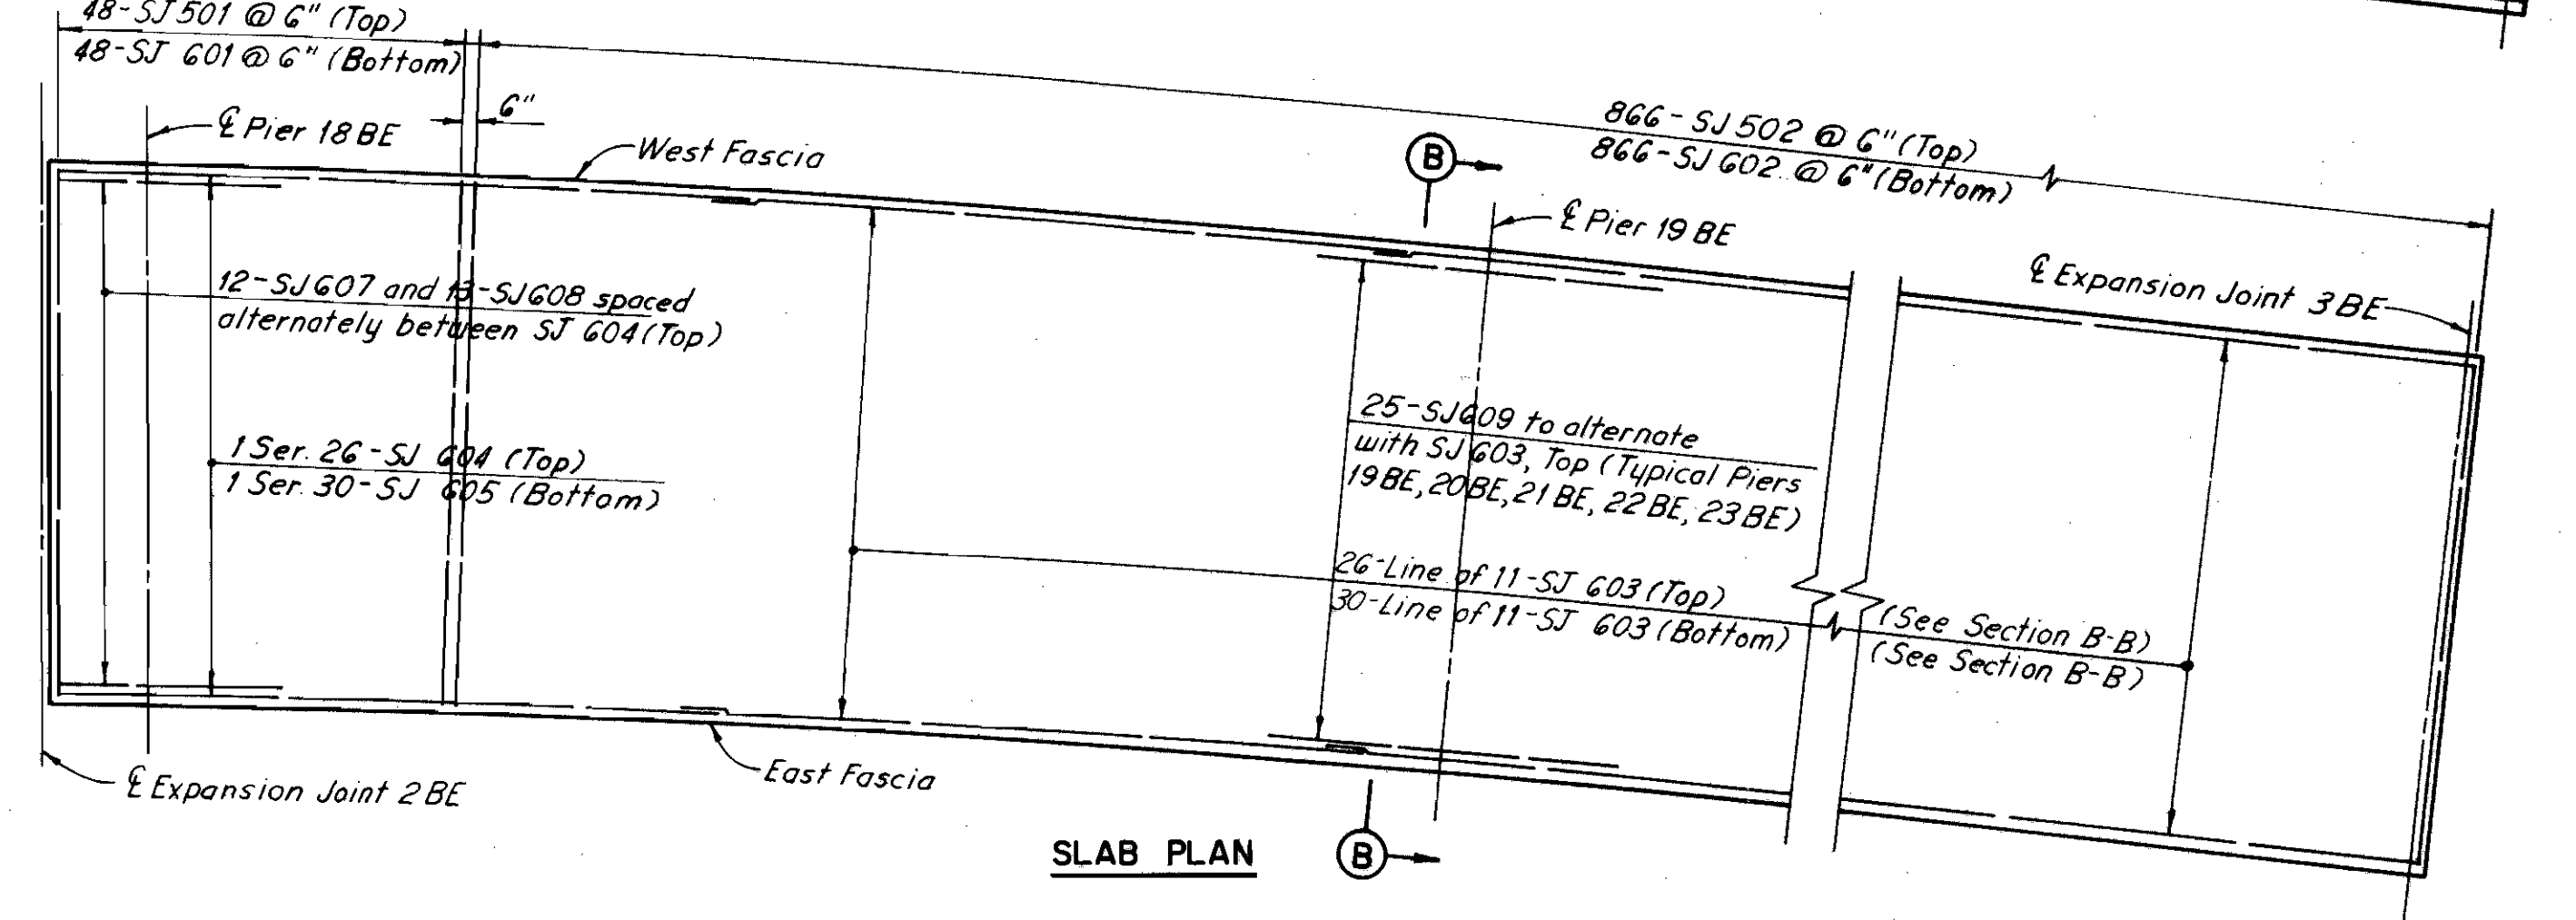 48-SJ 501 @ 6" (Top)
48-SJ 601 @ 6" (Bottom)
6"
℄ Pier 18 BE
West Fascia
B
866-SJ 502 @ 6" (Top)
866-SJ 602 @ 6" (Bottom)
℄ Pier 19 BE
℄ Expansion Joint 3 BE
12-SJ 607 and 13-SJ608 spaced
alternately between SJ 604 (Top)
25-SJ609 to alternate
with SJ 603, Top (Typical Piers
19 BE, 20 BE, 21 BE, 22 BE, 23 BE)
1 Ser. 26-SJ 604 (Top)
1 Ser. 30-SJ 605 (Bottom)
26-Line of 11-SJ 603 (Top)
30-Line of 11-SJ 603 (Bottom)
(See Section B-B)
(See Section B-B)
℄ Expansion Joint 2 BE
East Fascia
SLAB PLAN
B